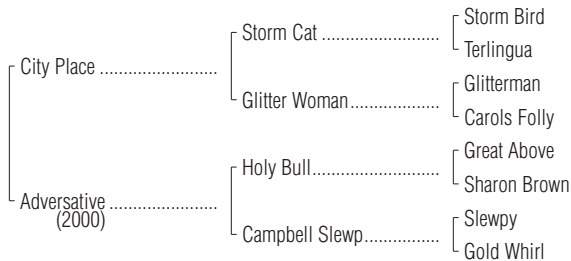 Storm Bird
Storm Cat ........................
Terlingua
City Place ........................
Glitterman
Glitter Woman..................
Carols Folly
Great Above
Holy Bull.........................
Sharon Brown
Adversative ......................
(2000)
Slewpy
Campbell Slewp...............
Gold Whirl